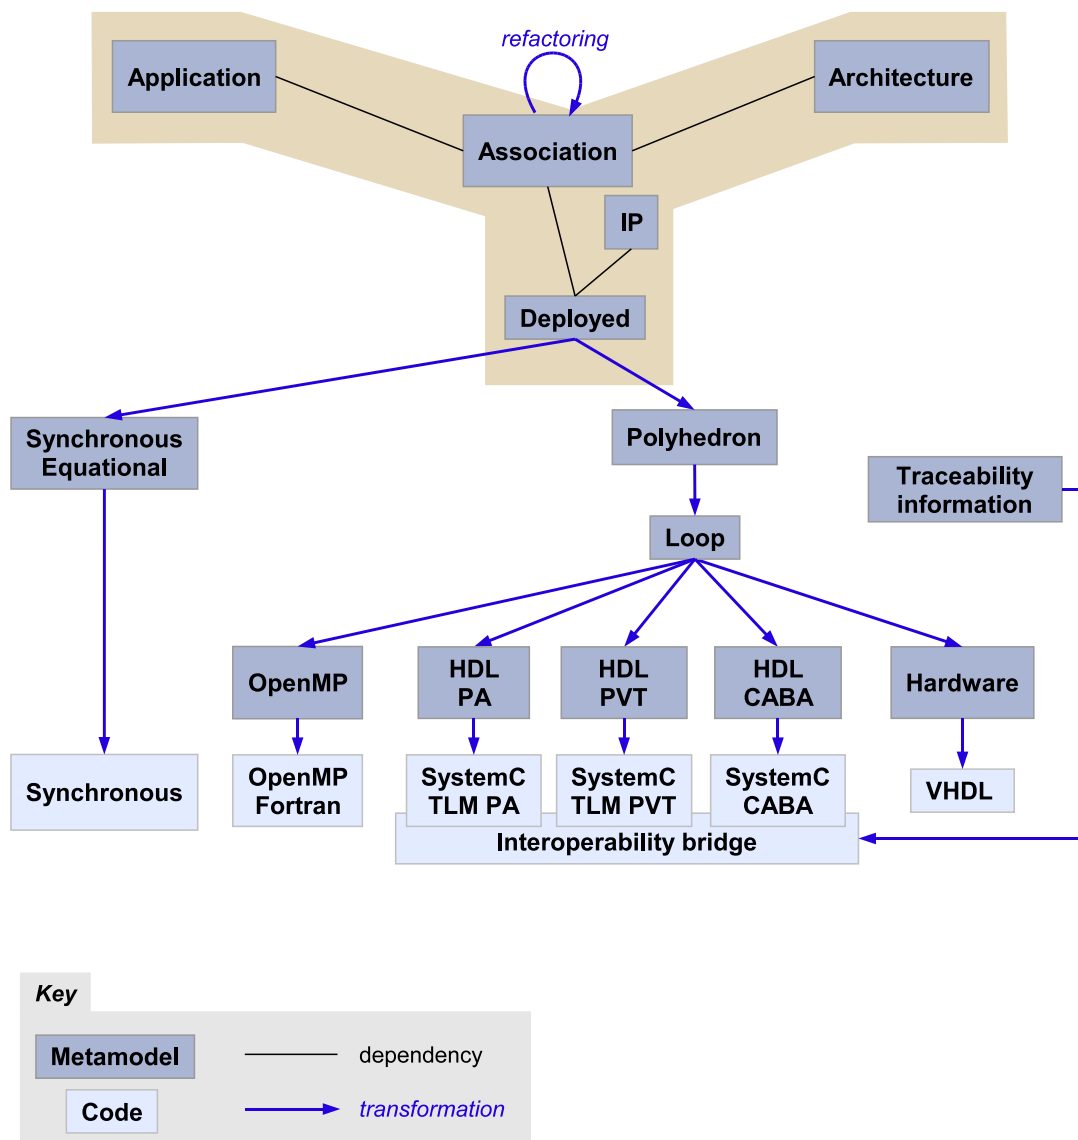 refactoring
Application
Architecture
Association
IP
Deployed
Synchronous
Equational
Polyhedron
Traceability
information
Loop
OpenMP
HDL
PA
HDL
PVT
HDL
CABA
Hardware
Synchronous
OpenMP
Fortran
SystemC
TLM PA
SystemC
TLM PVT
SystemC
CABA
VHDL
Interoperability bridge
Key
Metamodel
dependency
Code
transformation